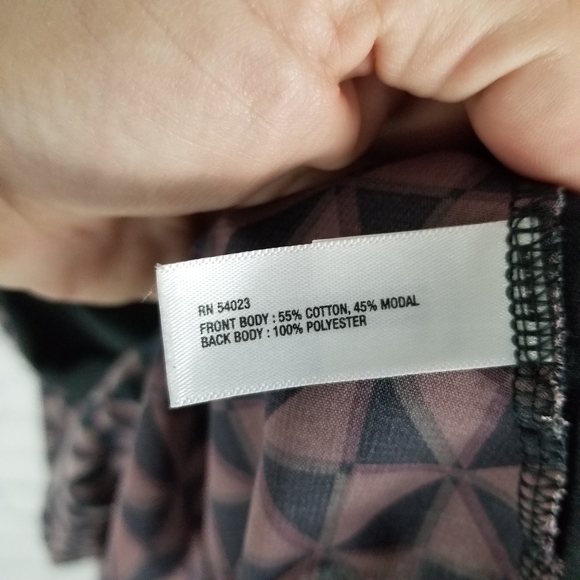 RN 54023
FRONT BODY : 55% COTTON, 45% MODAL
BACK BODY : 100% POLYESTER